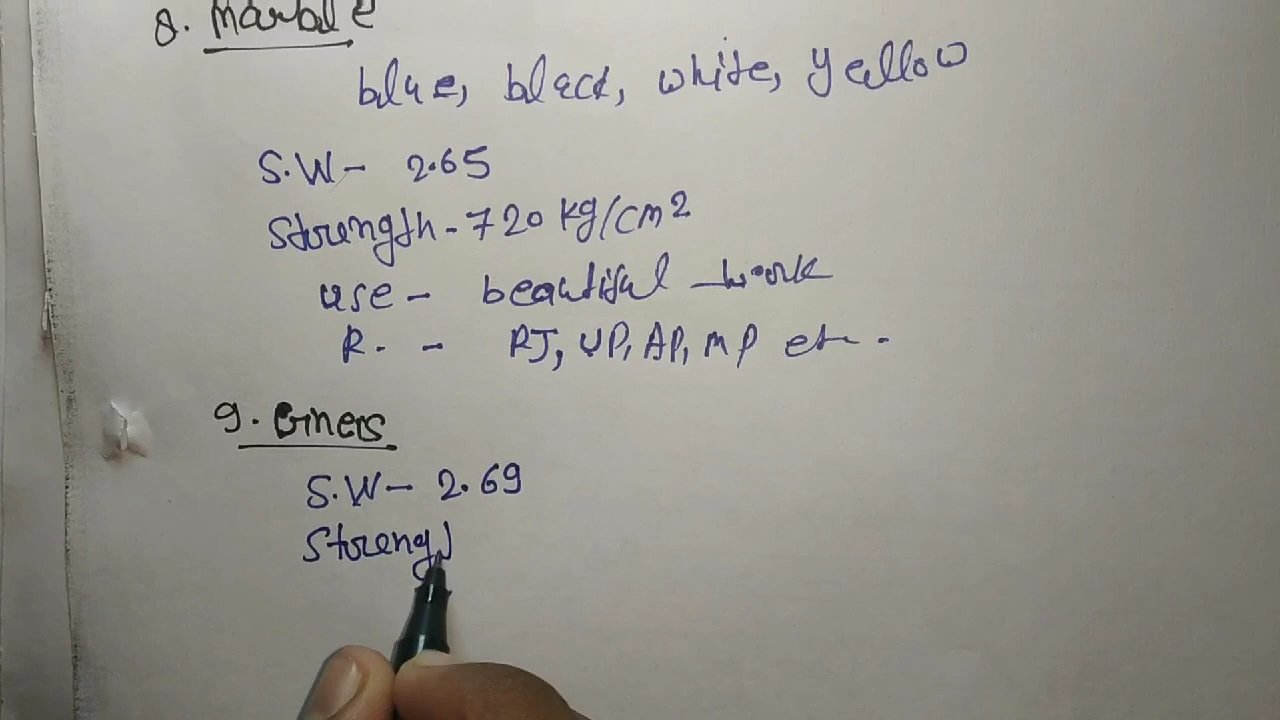 8. Marble
blue, black, white, yellow
S.W - 2.65
Strength - 720 kg/cm2
use - beautiful work
R. - RJ, UP, AP, MP etc.
9. Gneiss
S.W - 2.69
Streng